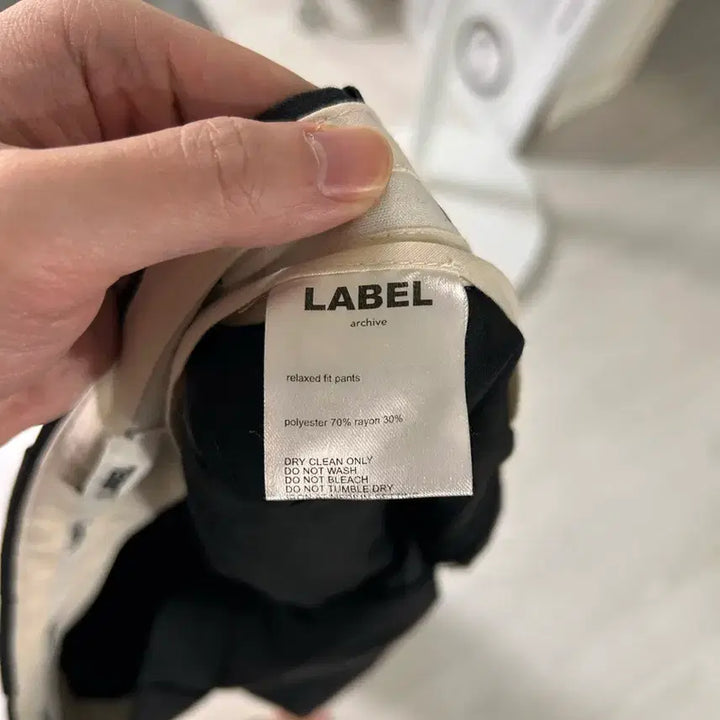 LABEL
archive
relaxed fit pants
polyester 70% rayon 30%
DRY CLEAN ONLY
DO NOT WASH
DO NOT BLEACH
DO NOT TUMBLE DRY